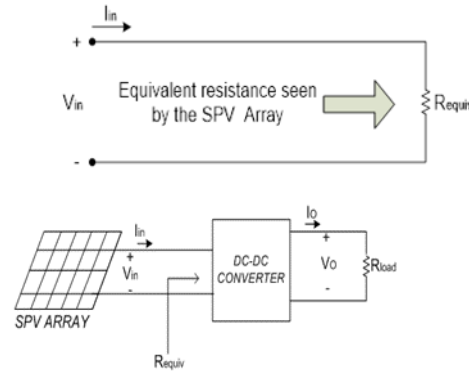 Iin
+
Vin
Equivalent resistance seen
by the SPV Array
Requiv
-
Iin
+
Vin
-
SPV ARRAY
Requiv
DC-DC
CONVERTER
IO
+
VO
-
Rload